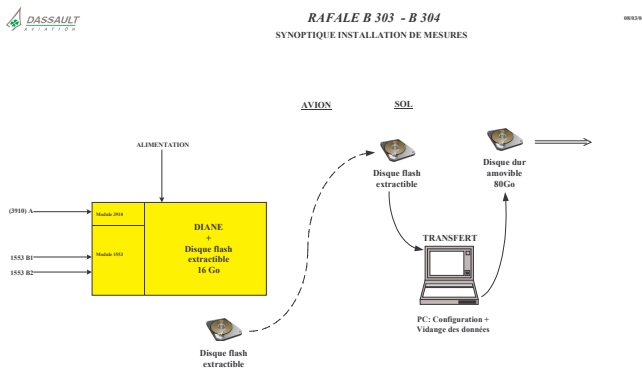 DASSAULT
AVIATION
RAFALE B 303 - B 304
SYNOPTIQUE INSTALLATION DE MESURES
AVION
SOL
ALIMENTATION
Disque flash
extractible
Disque dur
amovible
80Go
(3910) A
Module 3910
DIANE
+
Disque flash
extractible
16 Go
Module 1553
1553 B1
1553 B2
TRANSFERT
PC: Configuration +
Vidange des données
Disque flash
extractible